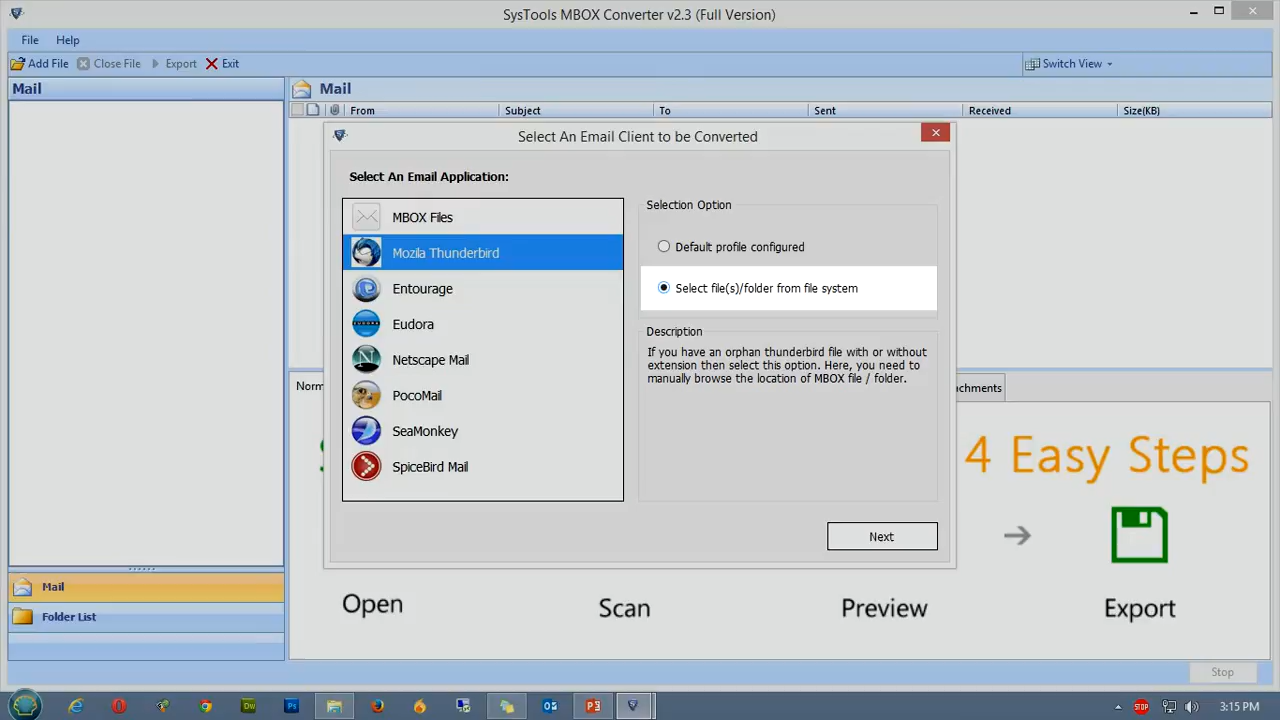 SysTools MBOX Converter v2.3 (Full Version)
File Help
Add File Close File Export Exit Switch View
Mail
Mail
From Subject To Sent Received Size(KB)
Select An Email Client to be Converted
Select An Email Application:
MBOX Files
Mozila Thunderbird
Entourage
Eudora
Netscape Mail
PocoMail
SeaMonkey
SpiceBird Mail
Selection Option
Default profile configured
Select file(s)/folder from file system
Description
If you have an orphan thunderbird file with or without
extension then select this option. Here, you need to
manually browse the location of MBOX file / folder.
Next
Norm
achments
4 Easy Steps
Open Scan Preview Export
Mail
Folder List
Stop
Dw Ps STOP 3:15 PM